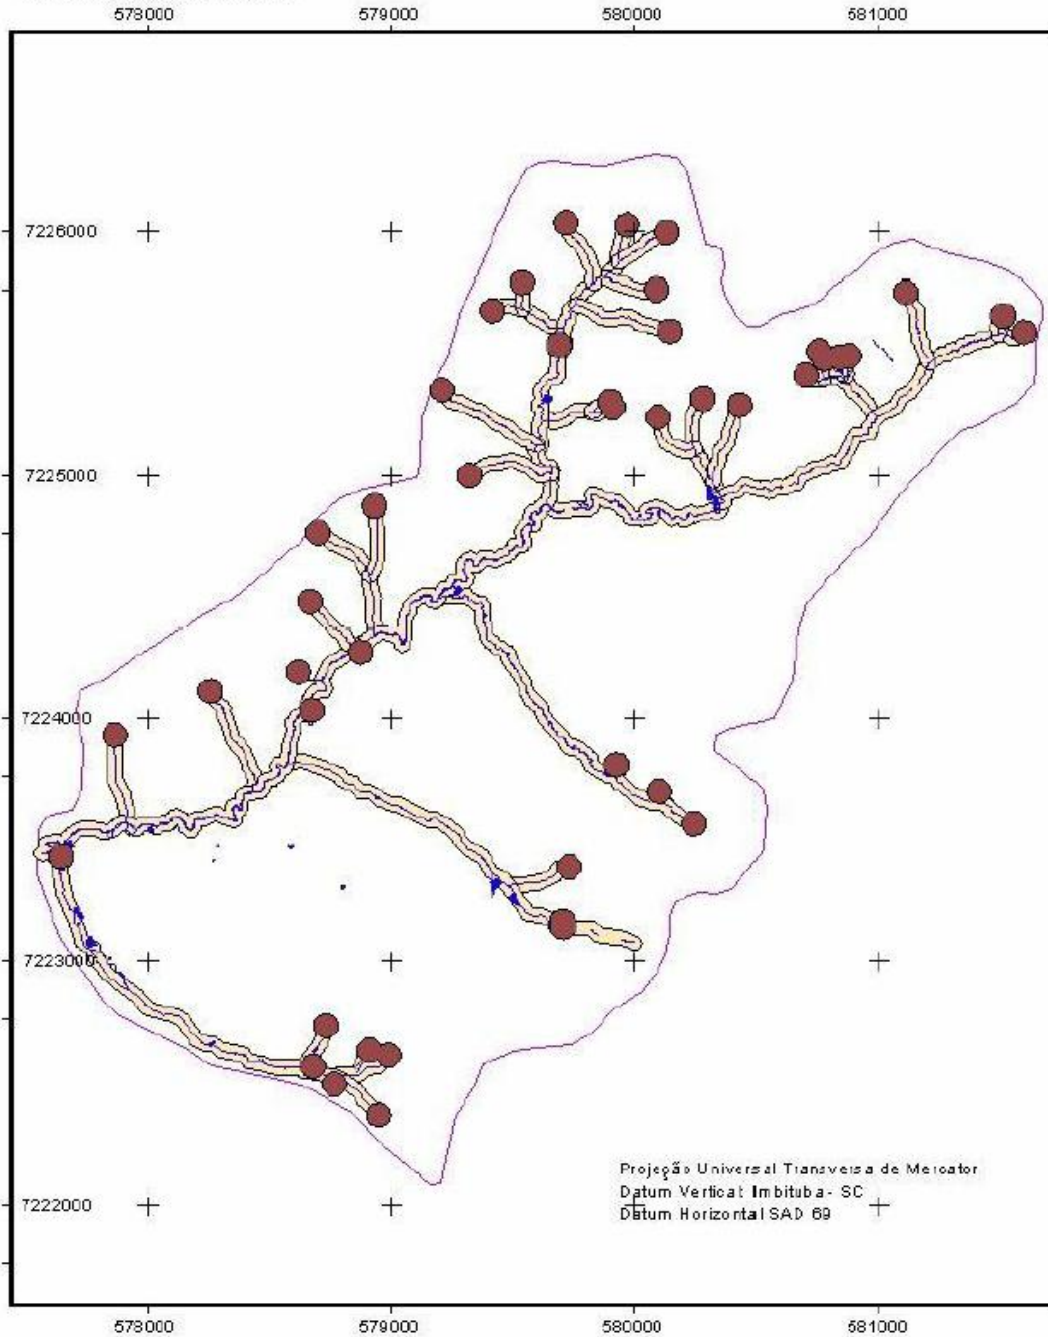 578000 579000 580000 581000
7226000
7225000
7224000
7223000
Projeção Universal Transversa de Mercator
Datum Vertical: Imbituba - SC
7222000
Datum Horizontal SAD 69
578000 579000 580000 581000